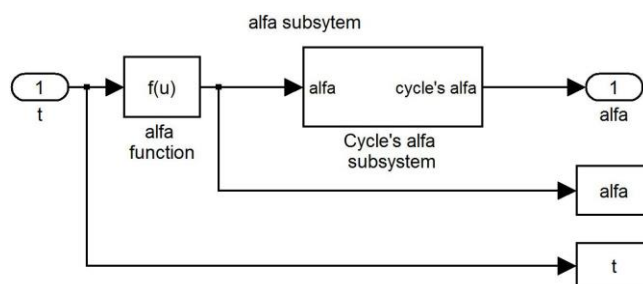 alfa subsytem
1
t
f(u)
alfa
function
alfa
cycle's alfa
Cycle's alfa
subsystem
1
alfa
alfa
t